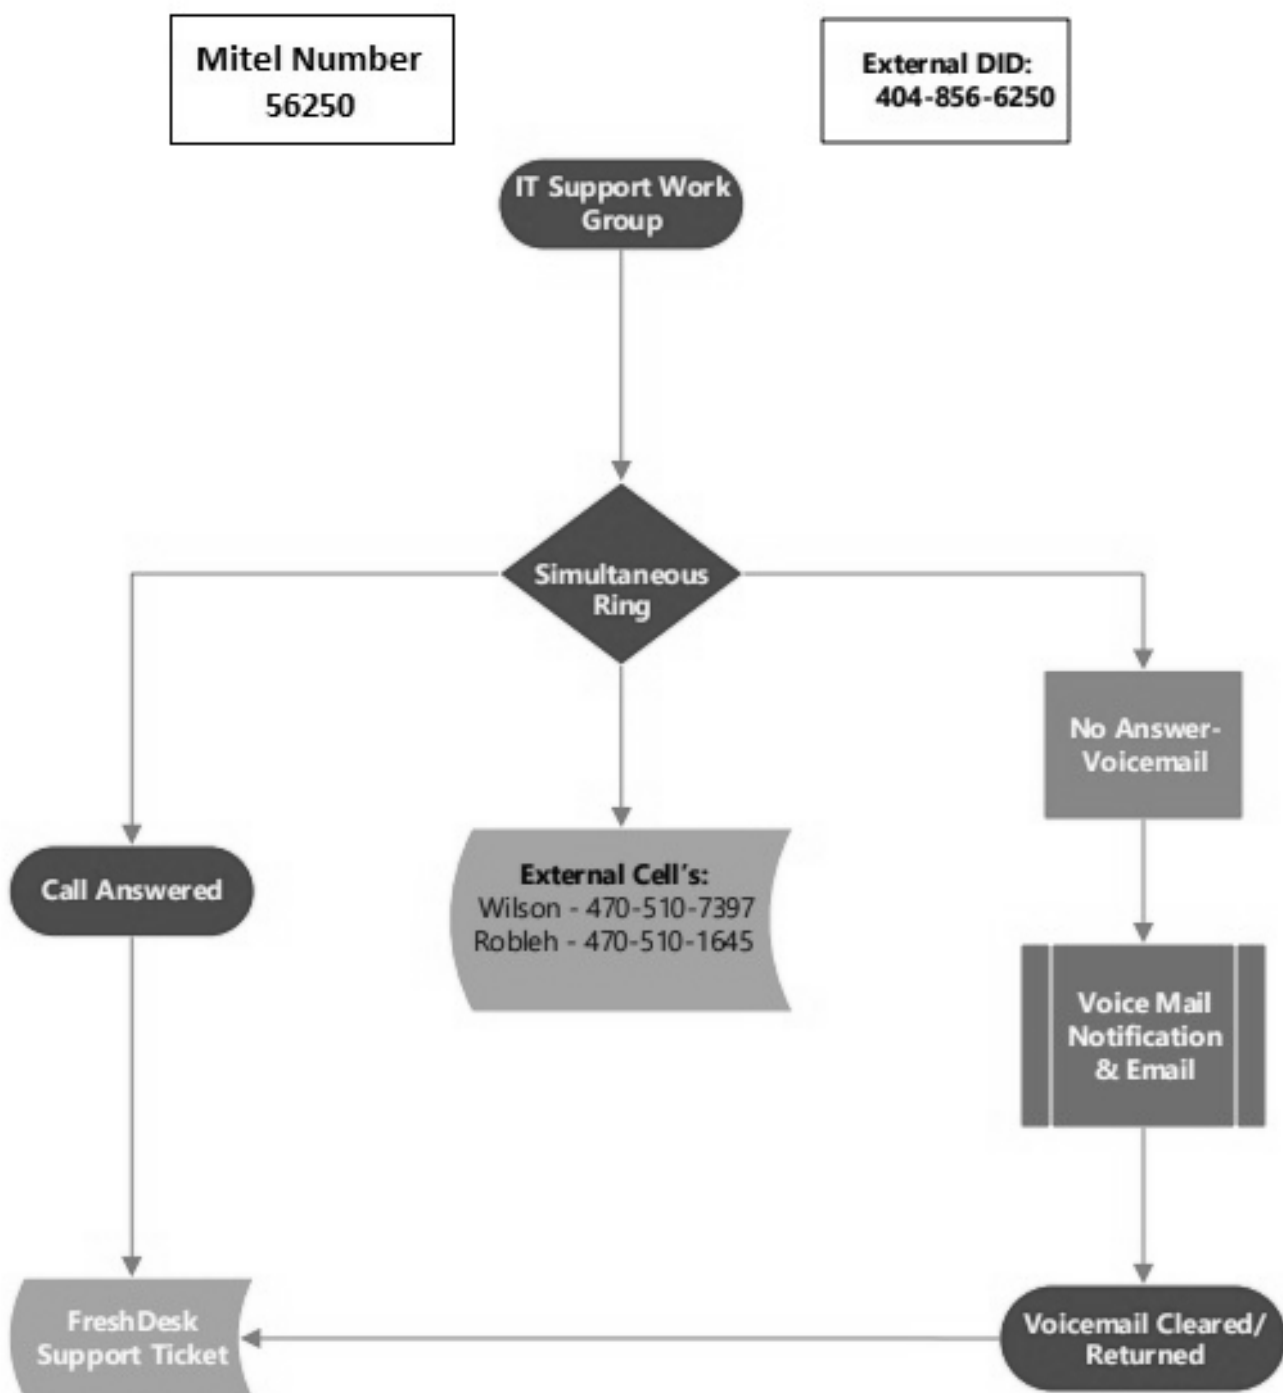 Mitel Number
56250
External DID:
404-856-6250
IT Support Work
Group
Simultaneous
Ring
No Answer-
Voicemail
Call Answered
External Cell's:
Wilson - 470-510-7397
Robleh - 470-510-1645
Voice Mail
Notification
& Email
FreshDesk
Support Ticket
Voicemail Cleared/
Returned